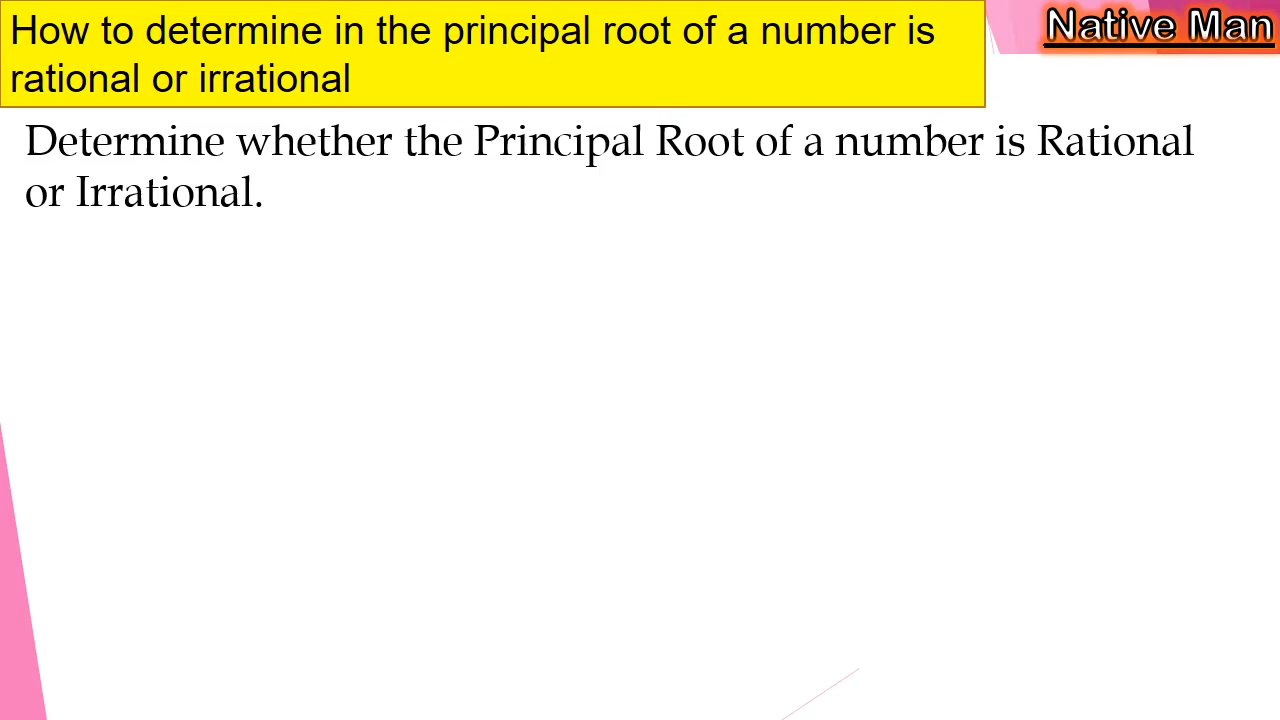 How to determine in the principal root of a number is
rational or irrational
Native Man
Determine whether the Principal Root of a number is Rational
or Irrational.